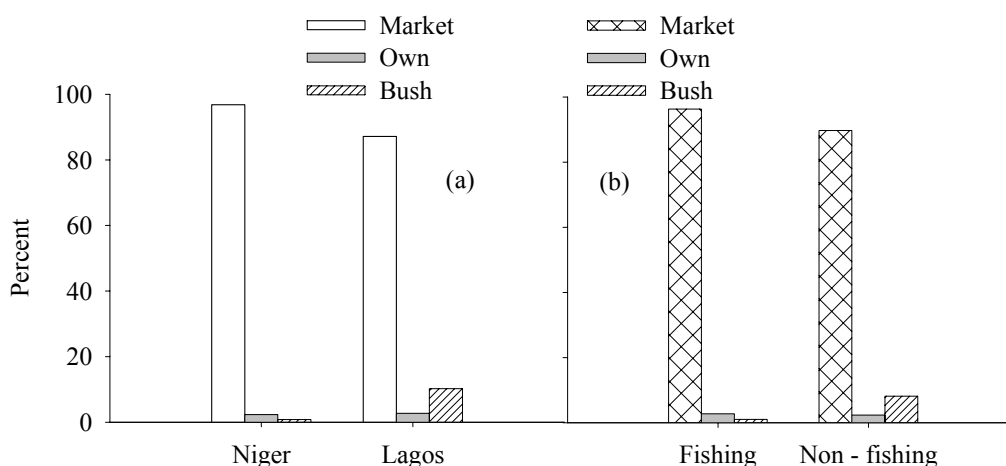 Market
Own
Bush
Market
Own
Bush
100
80
60
40
20
0
Percent
(a)
(b)
Niger
Lagos
Fishing
Non - fishing